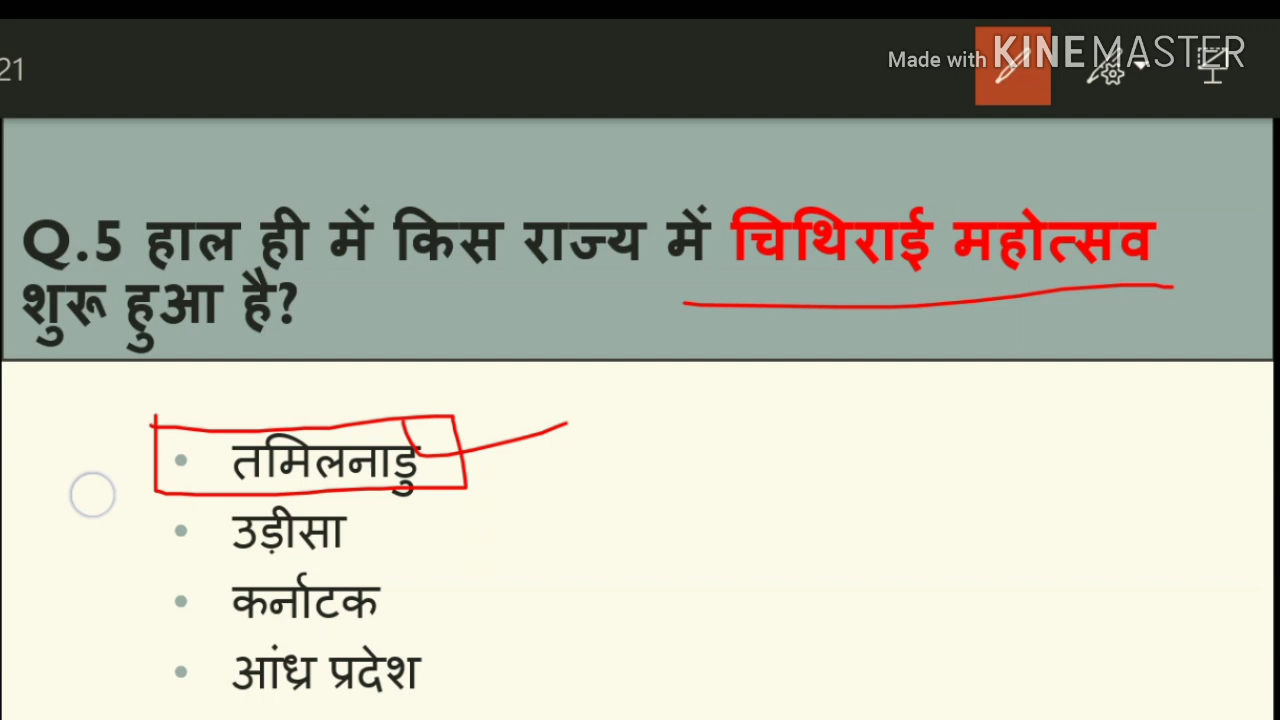 21
Made with KINEMASTER
Q.5 हाल ही में किस राज्य में चिथिराई महोत्सव
शुरू हुआ है?
• तमिलनाडु
• उड़ीसा
• कर्नाटक
• आंध्र प्रदेश